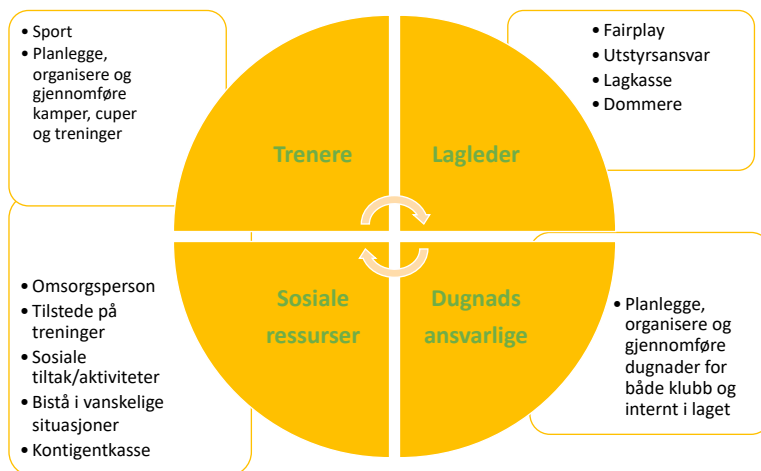 • Sport
• Planlegge,
organisere og
gjennomføre
kamper, cuper
og treninger
• Fairplay
• Utstyrsansvar
• Lagkasse
• Dommere
Trenere
Lagleder
Sosiale
ressurser
Dugnads
ansvarlige
• Omsorgsperson
• Tilstede på
treninger
• Sosiale
tiltak/aktiviteter
• Bistå i vanskelige
situasjoner
• Kontigentkasse
• Planlegge,
organisere og
gjennomføre
dugnader for
både klubb og
internt i laget